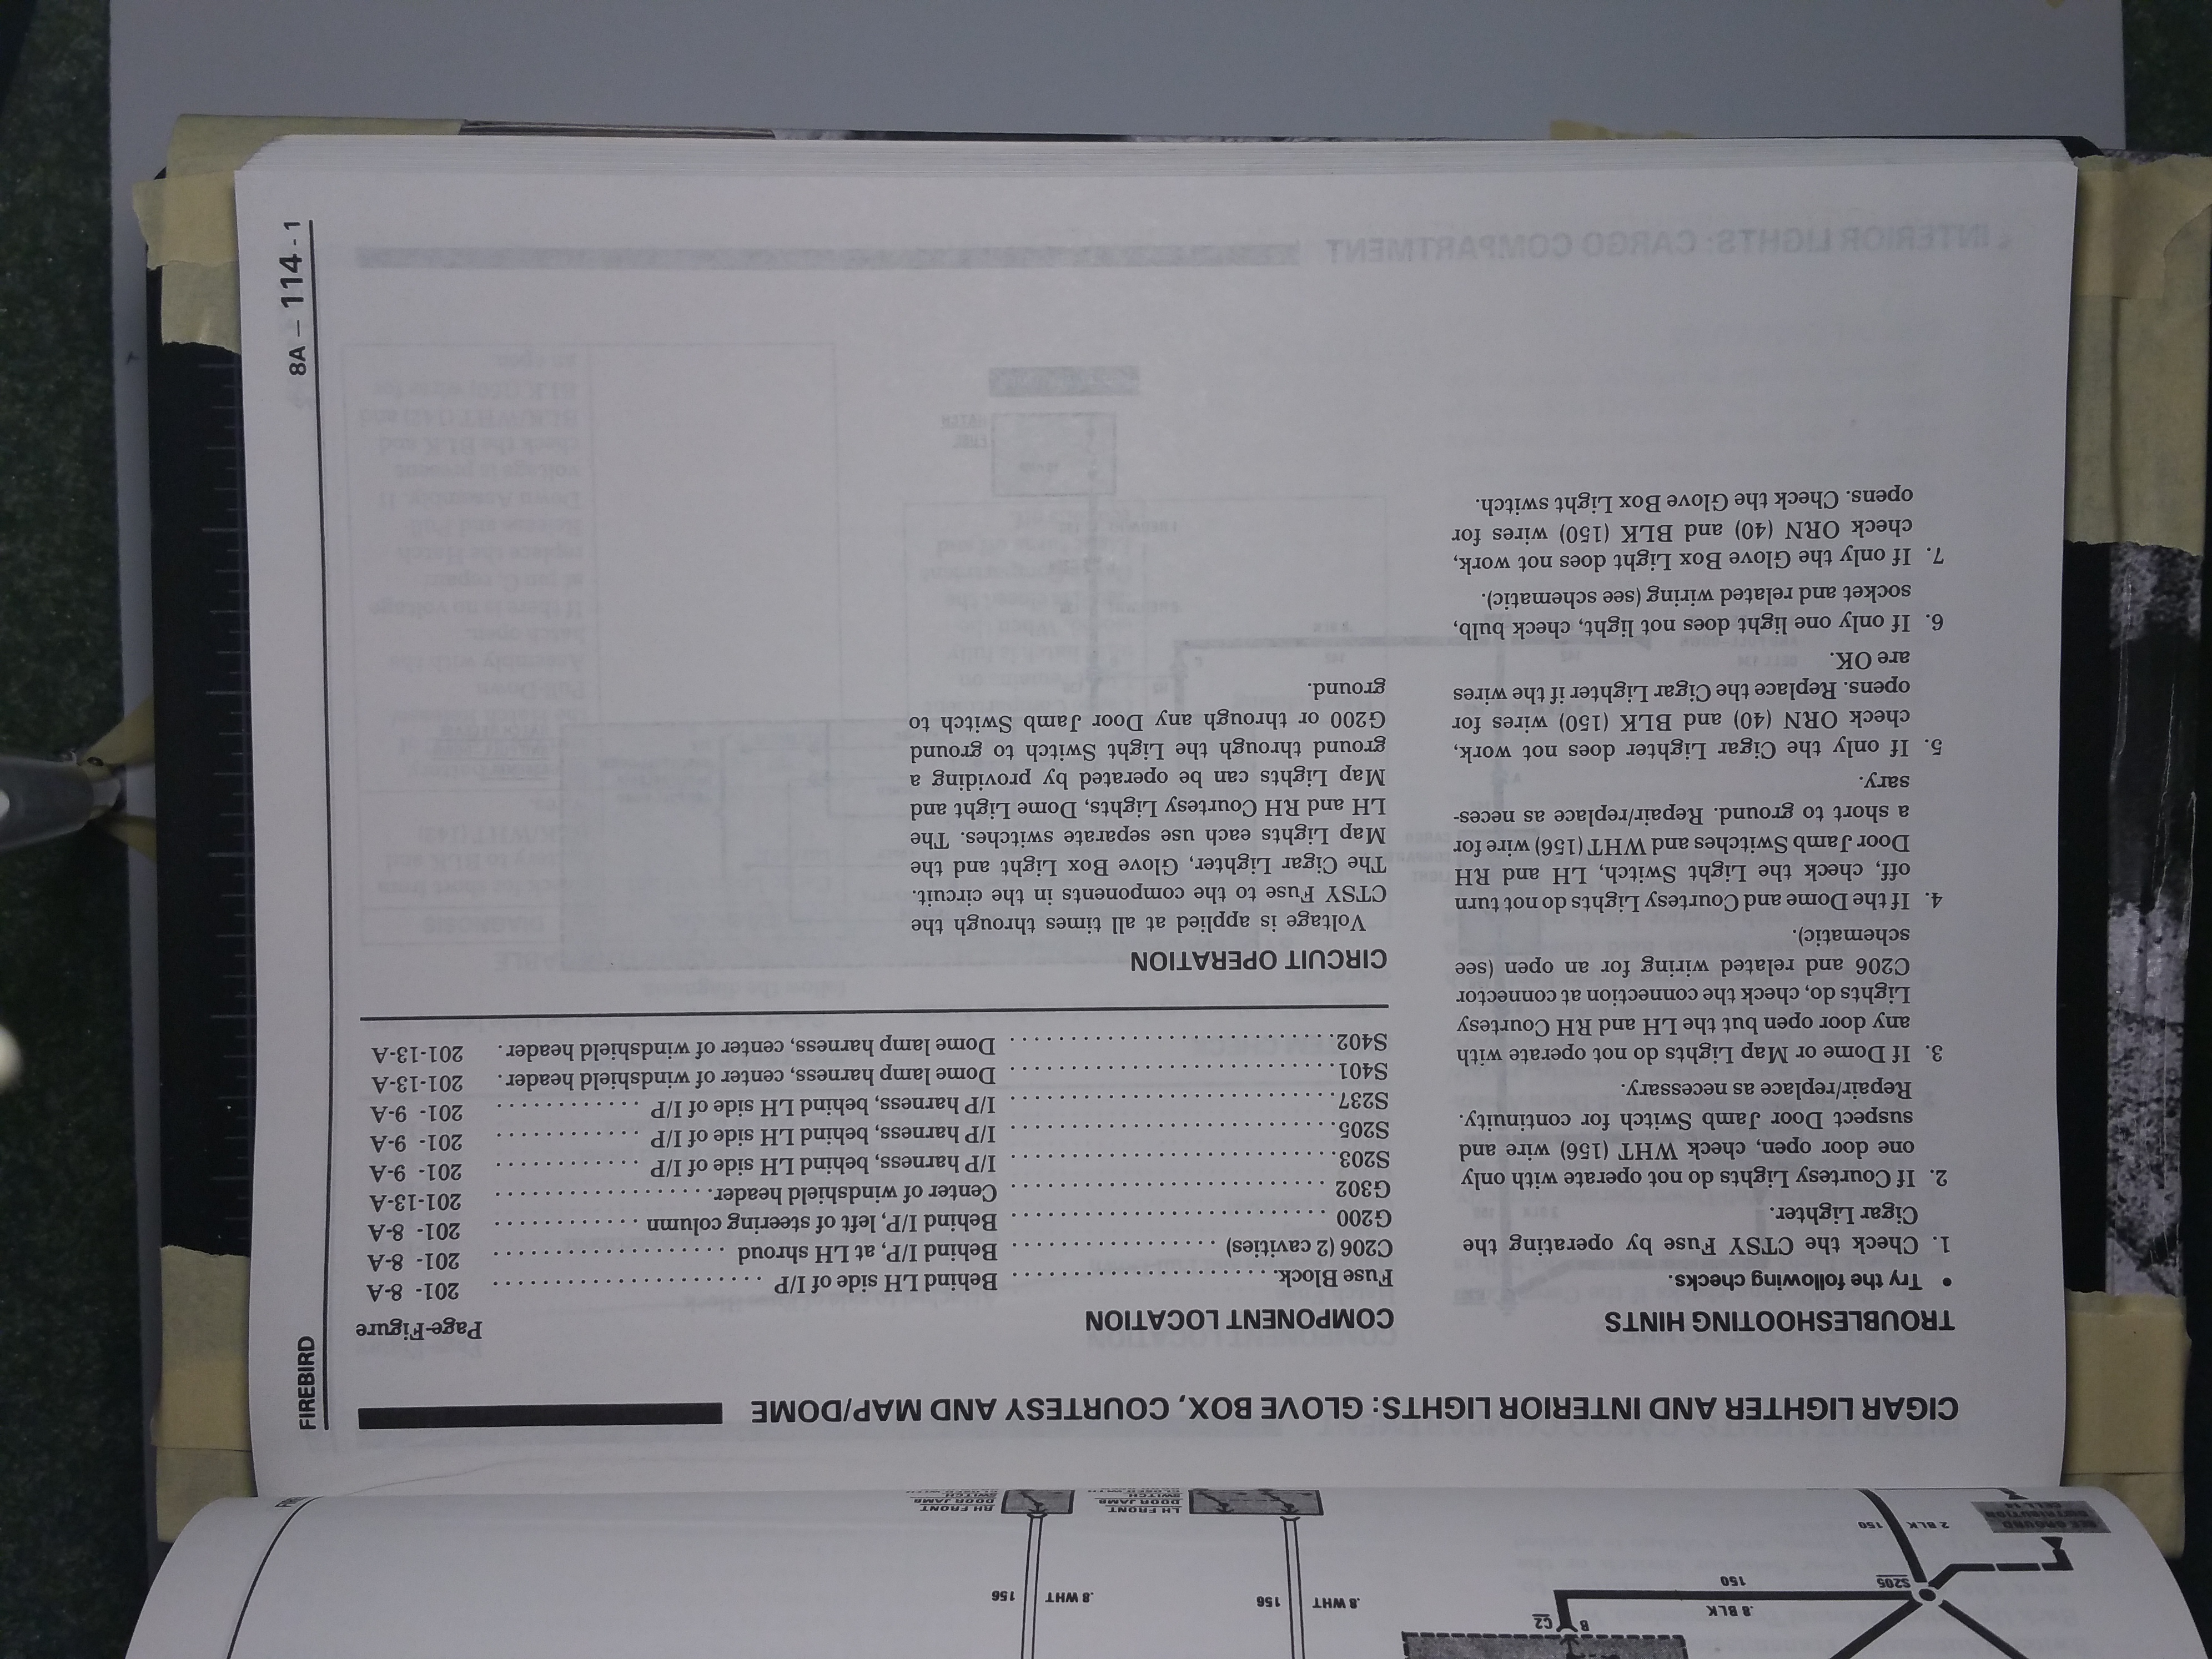 CIGAR LIGHTER AND INTERIOR LIGHTS: GLOVE BOX, COURTESY AND MAP/DOME
FIREBIRD
8A – 114 - 1
TROUBLESHOOTING HINTS
• Try the following checks.
1. Check the CTSY Fuse by operating the
Cigar Lighter.
2. If Courtesy Lights do not operate with only
one door open, check WHT (156) wire and
suspect Door Jamb Switch for continuity.
Repair/replace as necessary.
3. If Dome or Map Lights do not operate with
any door open but the LH and RH Courtesy
Lights do, check the connection at connector
C206 and related wiring for an open (see
schematic).
4. If the Dome and Courtesy Lights do not turn
off, check the Light Switch, LH and RH
Door Jamb Switches and WHT (156) wire for
a short to ground. Repair/replace as neces-
sary.
5. If only the Cigar Lighter does not work,
check ORN (40) and BLK (150) wires for
opens. Replace the Cigar Lighter if the wires
are OK.
6. If only one light does not light, check bulb,
socket and related wiring (see schematic).
7. If only the Glove Box Light does not work,
check ORN (40) and BLK (150) wires for
opens. Check the Glove Box Light switch.
COMPONENT LOCATION Page-Figure
Fuse Block. . . . . . . . . . . . . . Behind LH side of I/P . . . . . . . . . . . . 201- 8-A
C206 (2 cavities) . . . . . . . . . . Behind I/P, at LH shroud . . . . . . . . . . 201- 8-A
G200 . . . . . . . . . . . . . . Behind I/P, left of steering column . . . . . . . . 201- 8-A
G302 . . . . . . . . . . . . . . Center of windshield header. . . . . . . . . . . 201-13-A
S203 . . . . . . . . . . . . . . I/P harness, behind LH side of I/P . . . . . . . . 201- 9-A
S205 . . . . . . . . . . . . . . I/P harness, behind LH side of I/P . . . . . . . . 201- 9-A
S237 . . . . . . . . . . . . . . I/P harness, behind LH side of I/P . . . . . . . . 201- 9-A
S401 . . . . . . . . . . . . . . Dome lamp harness, center of windshield header. 201-13-A
S402 . . . . . . . . . . . . . . Dome lamp harness, center of windshield header. 201-13-A
CIRCUIT OPERATION
Voltage is applied at all times through the
CTSY Fuse to the components in the circuit.
The Cigar Lighter, Glove Box Light and the
Map Lights each use separate switches. The
LH and RH Courtesy Lights, Dome Light and
Map Lights can be operated by providing a
ground through the Light Switch to ground
G200 or through any Door Jamb Switch to
ground.
B C2
.8 BLK
150
S205
2 BLK 150
SEE GROUND
DISTRIBUTION
CELL 14
.8 WHT 156
.8 WHT 156
LH FRONT
DOOR JAMB
SWITCH
RH FRONT
DOOR JAMB
SWITCH